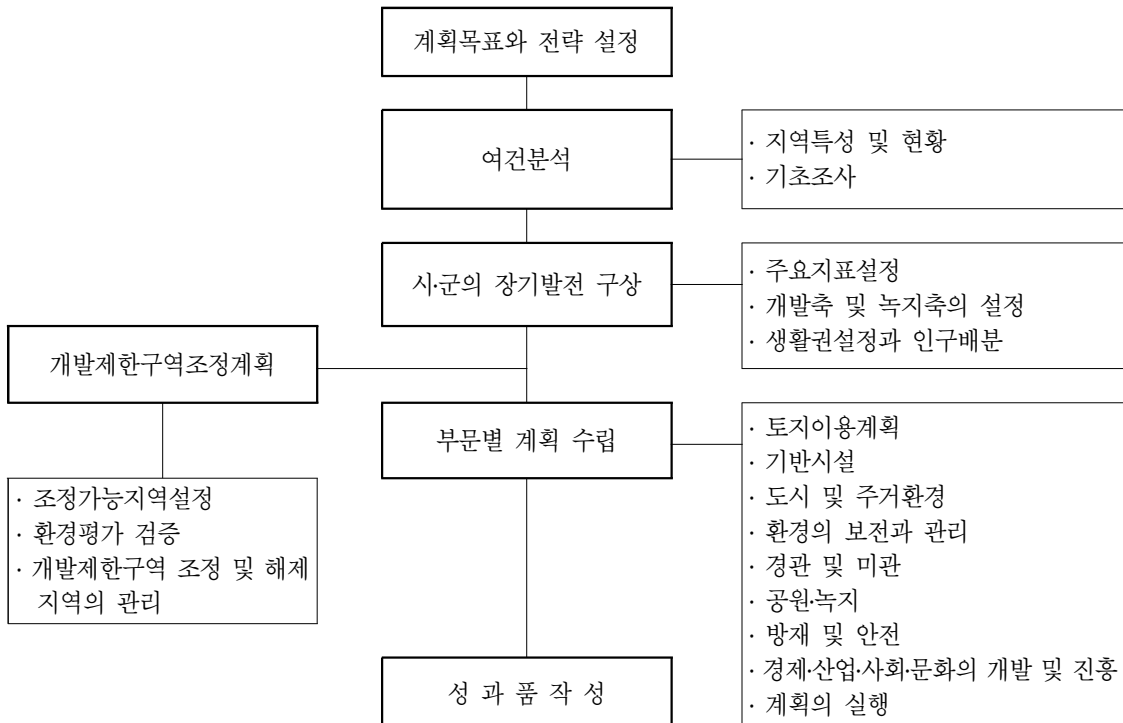 계획목표와 전략 설정
여건분석
· 지역특성 및 현황
· 기초조사
시·군의 장기발전 구상
· 주요지표설정
· 개발축 및 녹지축의 설정
· 생활권설정과 인구배분
개발제한구역조정계획
· 조정가능지역설정
· 환경평가 검증
· 개발제한구역 조정 및 해제
지역의 관리
부문별 계획 수립
· 토지이용계획
· 기반시설
· 도시 및 주거환경
· 환경의 보전과 관리
· 경관 및 미관
· 공원·녹지
· 방재 및 안전
· 경제·산업·사회·문화의 개발 및 진흥
· 계획의 실행
성 과 품 작 성